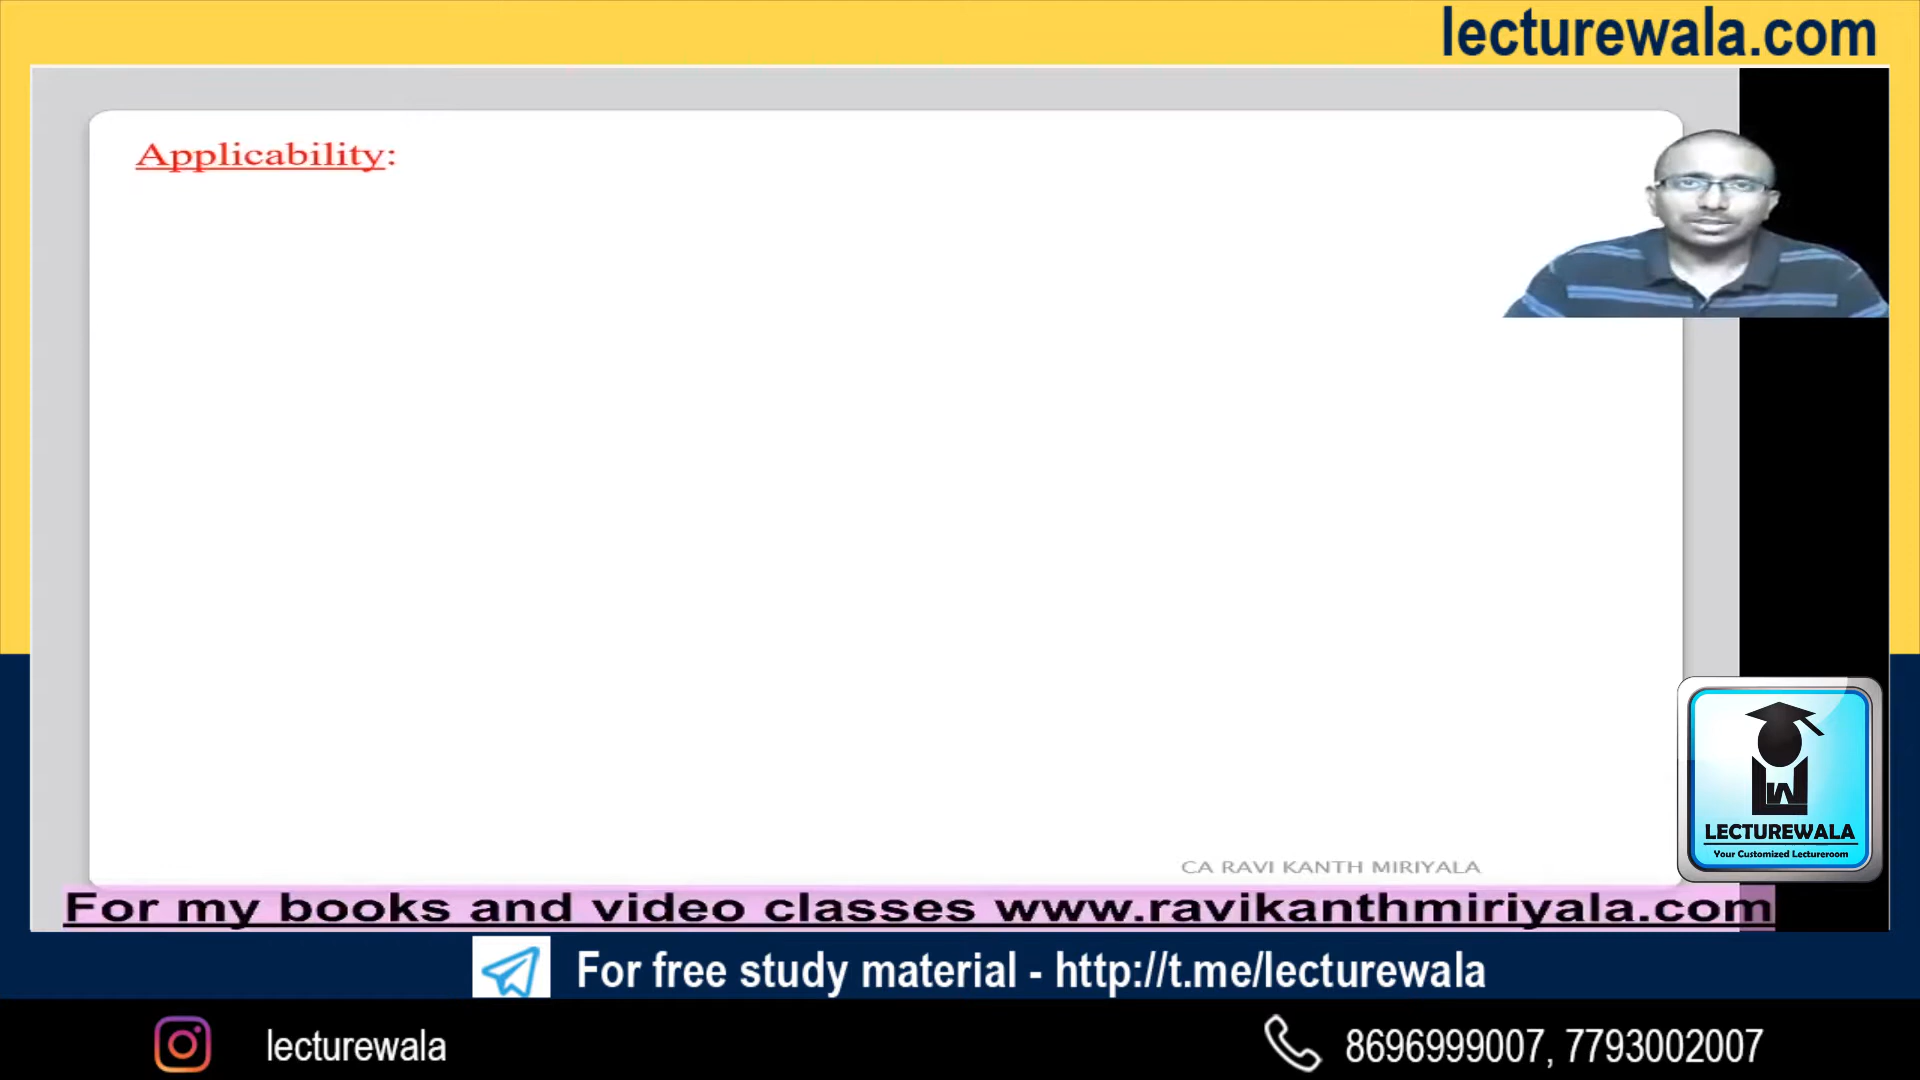 lecturewala.com
Applicability:
LECTUREWALA
Your Customized Lectureroom
CA RAVI KANTH MIRIYALA
For my books and video classes www.ravikanthmiriyala.com
For free study material - http://t.me/lecturewala
lecturewala
8696999007, 7793002007